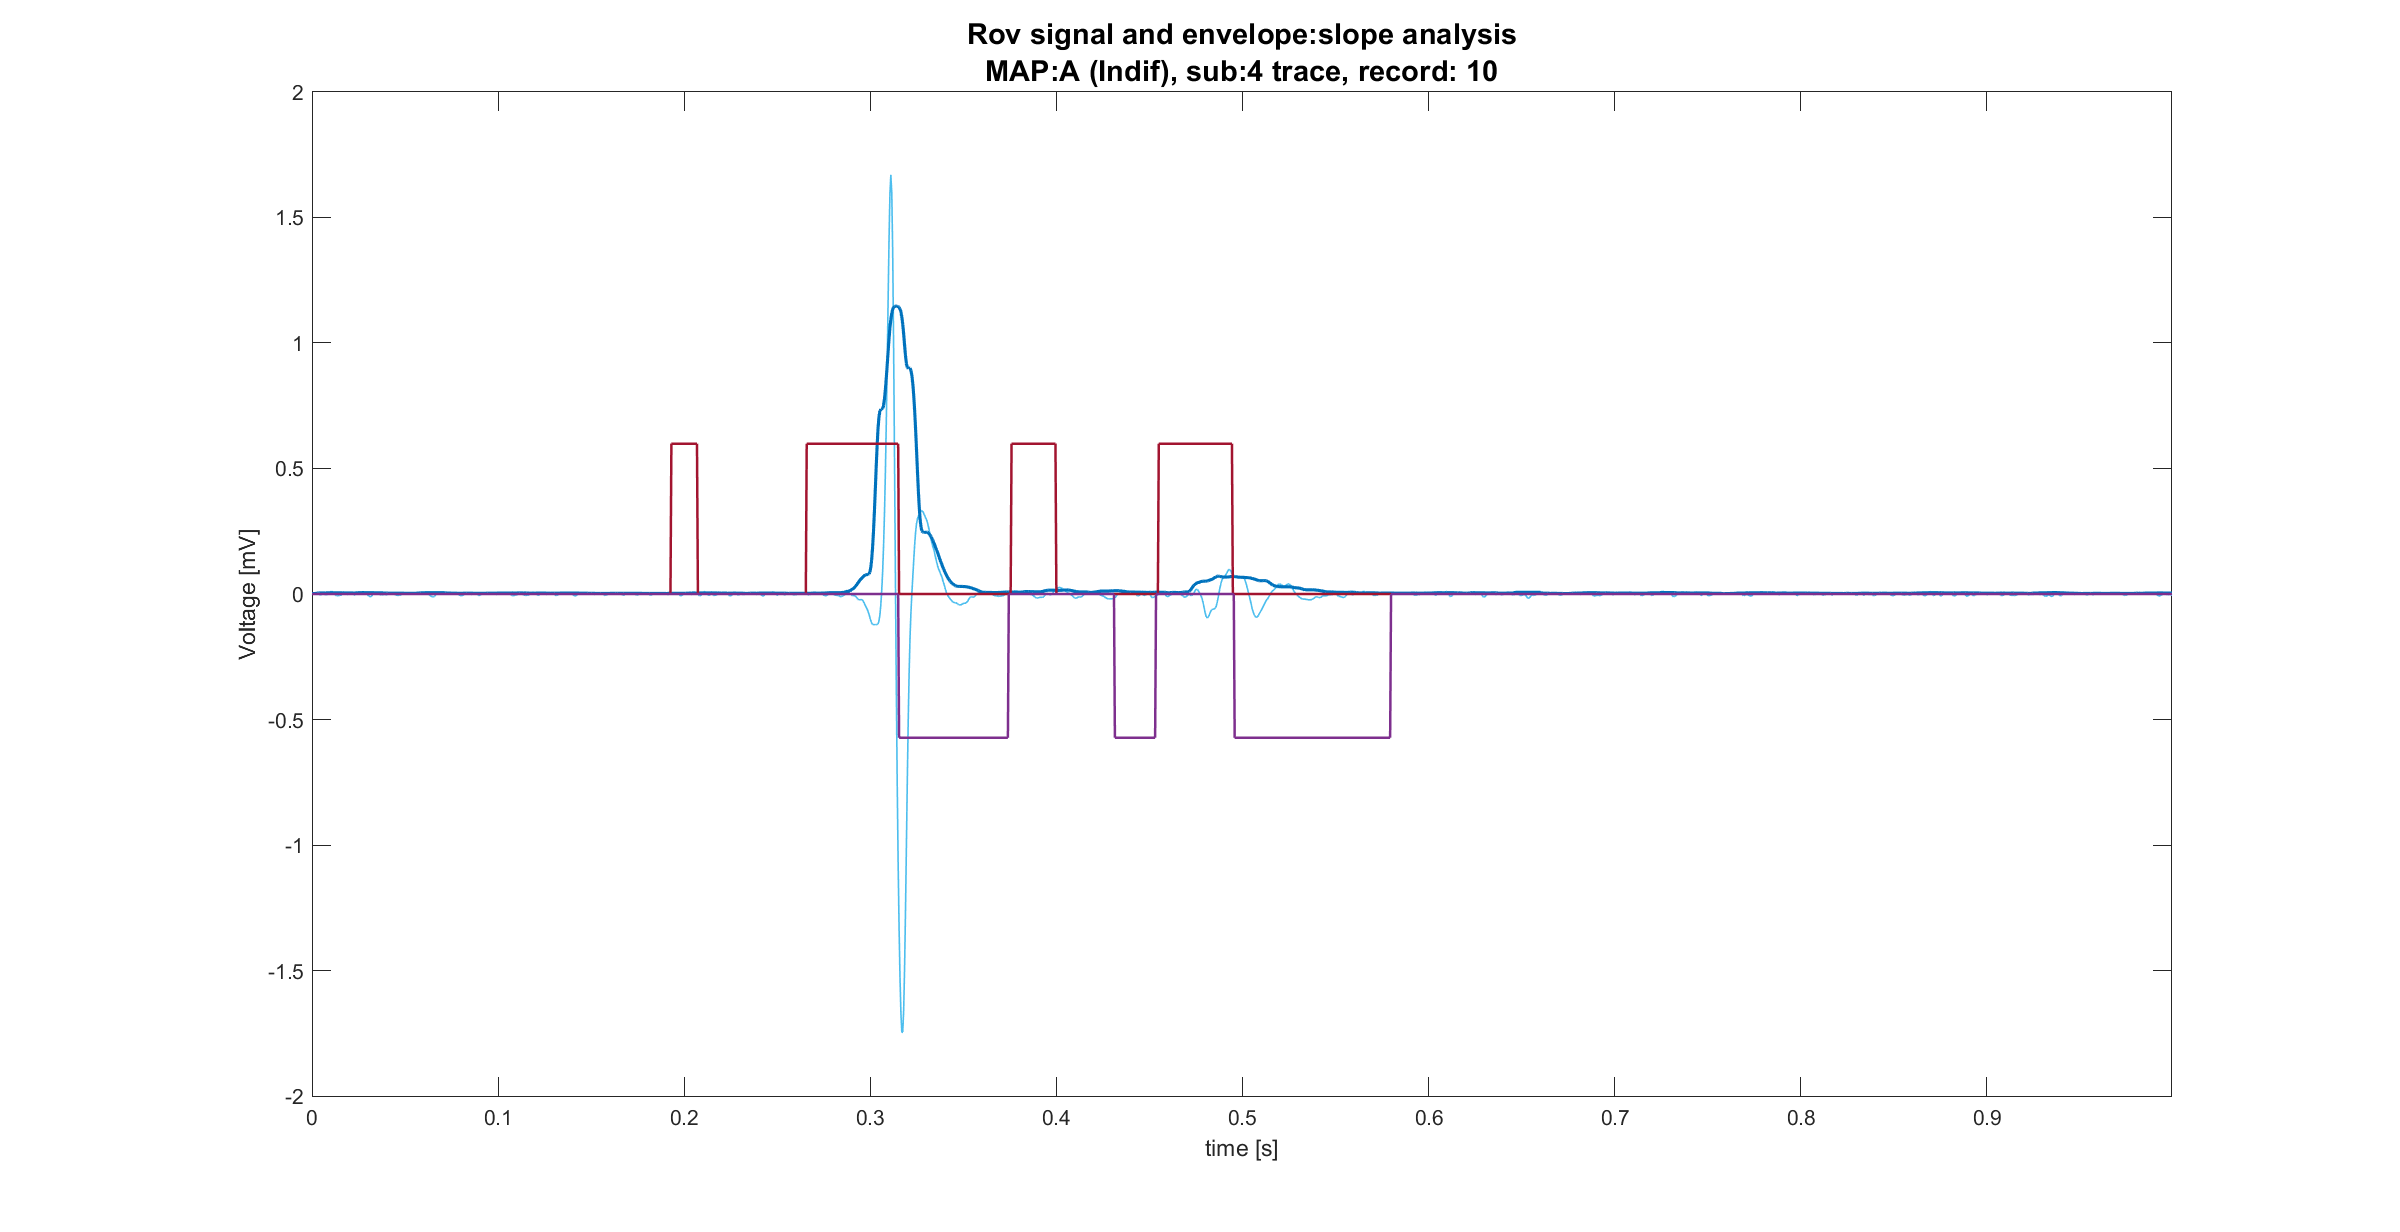 Rov signal and envelope:slope analysis
MAP:A (Indif), sub:4 trace, record: 10
2
1.5
1
0.5
0
-0.5
-1
-1.5
-2
Voltage [mV]
0 0.1 0.2 0.3 0.4 0.5 0.6 0.7 0.8 0.9
time [s]